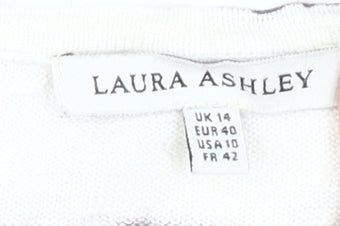 LAURA ASHLEY
UK 14
EUR 40
USA 10
FR 42